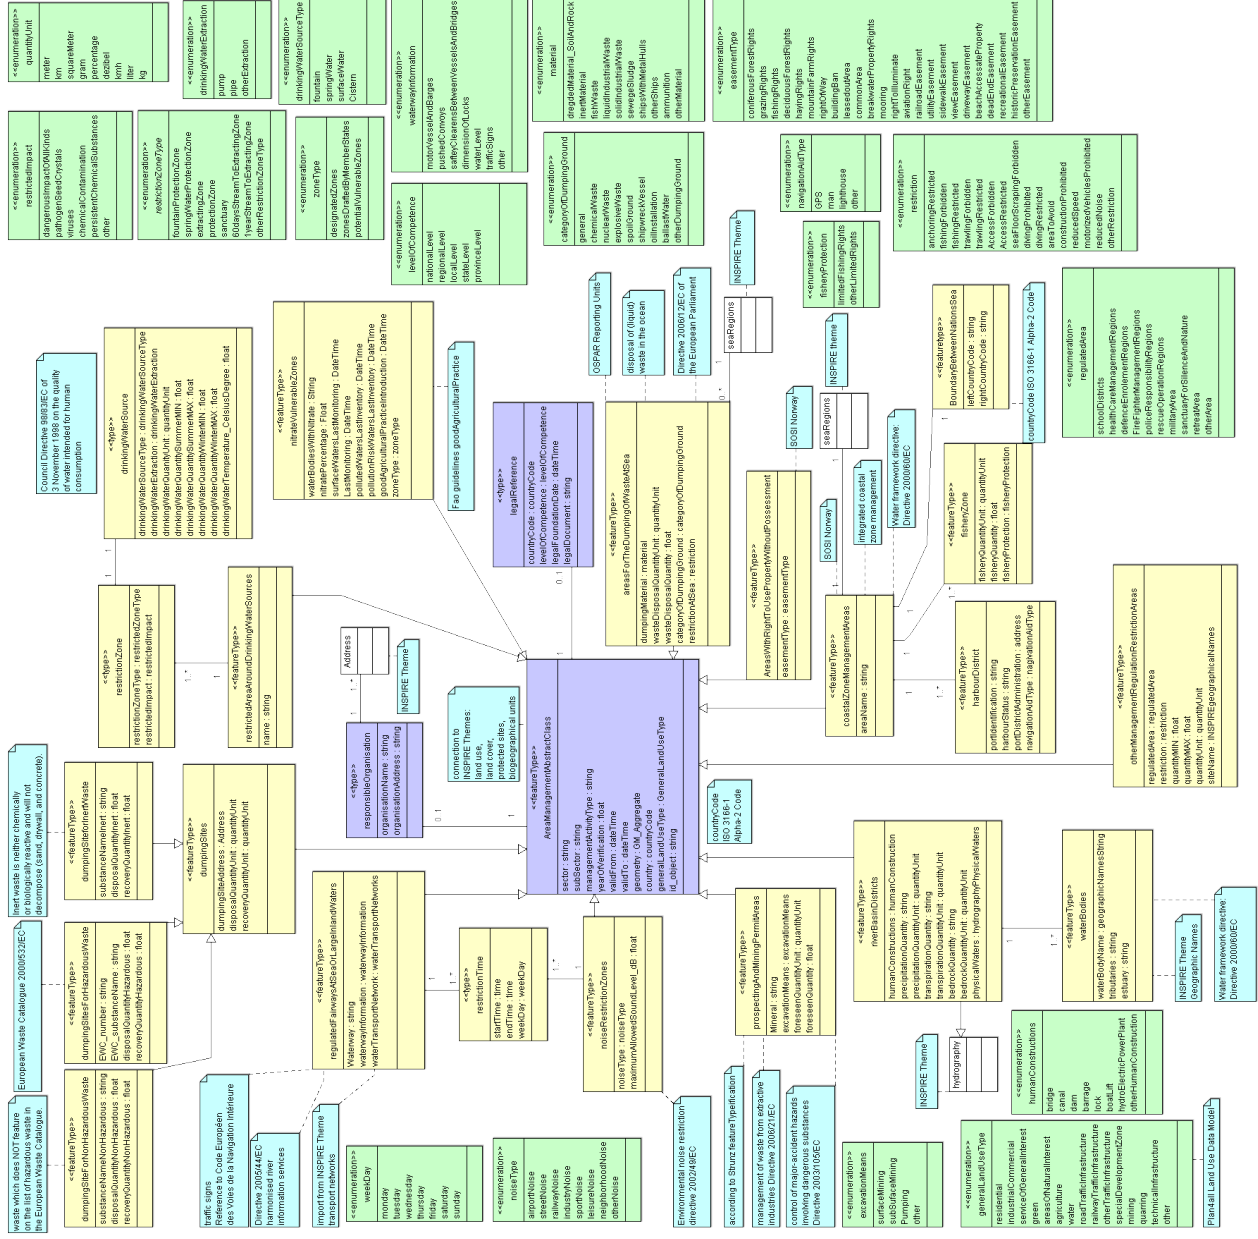 waste which does NOT feature
on the list of hazardous waste in
the European Waste Catalogue.
European Waste Catalogue 2000/532/EC
Inert waste is neither chemically
or biologically reactive and will not
decompose (sand, drywall, and concrete).
Council Directive 98/83/EC of
3 November 1998 on the quality
of water intended for human
consumption
<<enumeration>>
restrictedImpact
dangerousImpactOfAllKinds
pathogenSeedCrystals
viruses
chemicalContamination
persistentChemicalSubstances
other
<<enumeration>>
quantityUnit
meter
km
squareMeter
gram
percentage
dezibel
kmh
liter
kg
<<featureType>>
dumpingSiteForNonHazardousWaste
substanceNameNonHazardous : string
disposalQuantityNonHazardous : float
recoveryQuantityNonHazardous : float
<<featureType>>
dumpingSitesForHazardousWaste
EWC_number : string
EWC_substanceName : string
disposalQuantityHazardous : float
recoveryQuantityHazardous : float
<<featureType>>
dumpingSiteforInertWaste
substanceNameInert : string
disposalQuantityInert : float
recoveryQuantityInert : float
<<type>>
restrictionZone
restrictionZoneType : restrictedZoneType
restrictedImpact : restrictedImpact
1
1
<<type>>
drinkingWaterSource
drinkingWaterSourceType : drinkingWaterSourceType
drinkingWaterExtraction : drinkingWaterExtraction
drinkingWaterQuantityUnit : quantityUnit
drinkingWaterQuantitySummerMIN : float
drinkingWaterQuantitySummerMAX : float
drinkingWaterQuantityWinterMIN : float
drinkingWaterQuantityWinterMAX : float
drinkingWaterTemperature_CelsiusDegree : float
<<enumeration>>
restrictionZoneType
fountainProtectionZone
springWaterProtectionZone
extractingZone
protectionZone
sanctuary
60daysStreamToExtractingZone
1yearStreamToExtractingZone
otherRestrictionZoneType
<<enumeration>>
drinkingWaterExtraction
pump
pipe
otherExtraction
<<featureType>>
dumpingSites
dumpingSiteAddress : Address
disposalQuantityUnit : quantityUnit
recoveryQuantityUnit : quantityUnit
1..*
1..*
<<featureType>>
restrictedAreaAroundDrinkingWaterSources
name : string
<<enumeration>>
drinkingWaterSourceType
fountain
springWater
surfaceWater
Cistern
<<enumeration>>
zoneType
designatedZones
zonesDraftedByMemberStates
potentialVulnerableZones
traffic signs
Reference to Code Européen
des Voies de la Navigation Intérieure
Directive 2005/44/EC
harmonised river
information services
import from INSPIRE Theme
transport networks
<<featureType>>
regulatedFairwaysAtSeaOrLargeInlandWaters
Waterway : string
waterwayInformation : waterwayInformation
waterTransportNetwork : waterTransportNetworks
<<type>>
responsibleOrganisation
organisationName : string
organisationAddress : string
1
1..*
Address
INSPIRE Theme
0..1
<<featureType>>
nitrateVulnerableZones
waterBodiesWithNitrate : String
nitratePercentage : Float
surfaceWatersLastMonitoring : DateTime
LastMonitoring : DateTime
pollutedWatersLastInventory : DateTime
pollutionRiskWatersLastInventory : DateTime
goodAgriculturalPracticeIntroduction : DateTime
zoneType : zoneType
Fao guidelines goodAgriculturalPractice
<<enumeration>>
waterwayInformation
motorVesselAndBarges
pushedConvoys
safteyClearensBetweenVesselsAndBridges
dimensionOfLocks
waterLevel
trafficSigns
other
<<enumeration>>
levelOfCompetence
nationalLevel
regionalLevel
localLevel
stateLevel
provinceLevel
<<enumeration>>
weekDay
monday
tuesday
wednesday
thursday
friday
saturday
sunday
1..*
<<type>>
restrictionTime
startTime : time
endTime : time
weekDay : weekDay
connection to
INSPIRE Themes:
land use,
land cover,
protected sites,
biogeographical units
<<type>>
legalReference
countryCode : countryCode
levelOfCompetence : levelOfCompetence
legalFoundationDate : dateTime
legalDocument : string
0..1
<<enumeration>>
noiseType
airportNoise
streetNoise
railwayNoise
industryNoise
spotNoise
leisureNoise
neighborhoodNoise
otherNoise
1..*
1
<<featureType>>
noiseRestrictionZones
noiseType : noiseType
maximumAllowedSoundLevel_dB : float
<<featureType>>
AreaManagementAbstractClass
sector : string
subSector : string
managementActivityType : string
yearOfVerification : float
validFrom : dateTime
validTo : dateTime
geometry : GM_Aggregate
country : countryCode
generalLandUseType : GeneralLandUseType
id_object : string
<<featureType>>
areasForTheDumpingOfWasteAtSea
dumpingMaterial : material
wasteDisposalQuantityUnit : quantityUnit
wasteDisposalQuantity : float
categoryOfDumpingGround : categoryOfDumpingGround
restrictionAtSea : restriction
OSPAR Reporting Units
disposal of (liquid)
waste in the ocean
Directive 2006/12/EC of
the European Parliament
<<enumeration>>
categoryOfDumpingGround
general
chemicalWaste
nuclearWaste
explosiveWaste
spoilGround
shipwreckVessel
oilInstallation
ballastWater
otherDumpingGround
<<enumeration>>
material
dregdedMaterial_SoilAndRock
inertMaterial
fishWaste
liquidIndustrialWaste
solidIndustrialWaste
sewegeSludge
shipsWithMetalHulls
otherShips
ammunition
otherMaterial
Environmental noise restriction
directive 2002/49/EC
countryCode
ISO 3166-1
Alpha-2 Code
1
seaRegions
INSPIRE Theme
according to Strunz featureTyperification
management of waste from extractive
industries Directive 2006/21/EC
control of major-accident hazards
involving dangerous substances
Directive 2003/105/EC
<<featureType>>
prospectingAndMiningPermitAreas
Mineral : string
excavationMeans : excavationMeans
foreseenQuantityUnit : quantityUnit
foreseenQuantity : float
<<featureType>>
AreasWithRightToUsePropertyWithoutPossessment
easementType : easementType
SOSI Norway
<<enumeration>>
navigationAidType
GPS
man
lighthouse
other
<<enumeration>>
fisheryProtection
limitedFishingRights
otherLimitedRights
<<enumeration>>
easementType
coniferousForestRights
grazingRights
fishingRights
deciduousForestRights
hayingRights
mountainFarmRights
rightOfWay
buildingBan
leasedoutArea
commonArea
breakwaterPropertyRights
mooring
rightToIlluminate
aviationRight
railroadEasement
utilityEasement
sidewalkEasement
viewEasement
drivewayEasement
beachAccessateProperty
deadEndEasement
recreationalEasement
historicPreservationEasement
otherEasement
<<featureType>>
coastalZoneManagementAreas
areaName : string
SOSI Norway
seaRegions
INSPIRE theme
integrated coastal
zone management
Water framework directive:
Directive 2000/60/EC
<<enumeration>>
excavationMeans
surfaceMining
subSurfaceMining
Pumping
other
<<featureType>>
riverBasinDistricts
humanConstructions : humanConstruction
precipitationQuantity : string
precipitationQuantityUnit : quantityUnit
transpirationQuantity : string
transpirationQuantityUnit : quantityUnit
bedrockQuantity : string
bedrockQuantityUnit : quantityUnit
physicalWaters : hydrographyPhysicalWaters
1
1
1
1..*
<<enumeration>>
restriction
anchoringRestricted
fishingForbidden
fishingRestricted
trawlingForbidden
trawlingRestricted
AccessForbidden
AccessRestricted
seaFloorScrapingForbidden
divingProhibited
divingRestricted
areaToAvoid
constructionProhibited
reducedSpeed
motorizedVehiclesProhibited
reducedNoise
otherRestriction
INSPIRE Theme
hydrography
<<featureType>>
harbourDistrict
portIdentification : string
harbourStatus : string
portDistrictAdministration : address
navigationAidType : nagivationAidType
<<featureType>>
fisheryZone
fisheryQuantityUnit : quantityUnit
fisheryQuantity : float
fisheryProtection : fisheryProtection
<<featuretype>>
BoundaryBetweenNationsSea
leftCountryCode : string
rightCountryCode : string
countryCodeISO 3166-1 Alpha-2 Code
<<enumeration>>
generalLandUseType
residential
industrialCommercial
serviceOfGeneralInterest
green
areasOfNaturalInterest
agriculture
water
roadTrafficInfrastructure
railwayTrafficInfrastructure
otherTrafficInfrastructure
specialDevelopmentZone
mining
quarring
technicalInfrastructure
other
<<enumeration>>
humanConstructions
bridge
canal
dam
barrage
lock
boatLift
hydroElectricPowerPlant
otherHumanConstruction
1
1..*
<<featureType>>
waterBodies
waterBodyName : geographicNamesString
tributaries : string
estuary : string
INSPIRE Theme
Geographic Names
Water framework directive:
Directive 2000/60/EC
<<featureType>>
otherManagementRegulationRestrictionAreas
regulatedArea : regulatedArea
restriction : restriction
quantityMIN : float
quantityMAX : float
quantityUnit : quantityUnit
siteName : INSPIREgeographicalNames
<<enumeration>>
regulatedArea
schoolDistricts
healthCareManagementRegions
defenceEnrolementRegions
FireFighterManagementRegions
policeResponsibilityRegions
rescueOperationRegions
militaryArea
sanctuaryForSilenceAndNature
retreatArea
otherArea
Plan4all Land Use Data Model